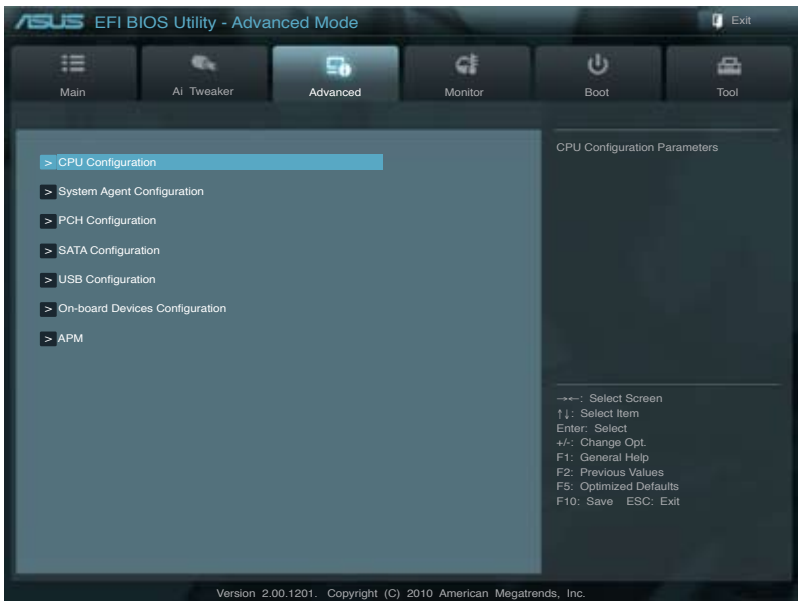 ASUS EFI BIOS Utility - Advanced Mode
Exit
Main
Ai Tweaker
Advanced
Monitor
Boot
Tool
> CPU Configuration
> System Agent Configuration
> PCH Configuration
> SATA Configuration
> USB Configuration
> On-board Devices Configuration
> APM
CPU Configuration Parameters
→←: Select Screen
↑↓: Select Item
Enter: Select
+/-: Change Opt.
F1: General Help
F2: Previous Values
F5: Optimized Defaults
F10: Save ESC: Exit
Version 2.00.1201. Copyright (C) 2010 American Megatrends, Inc.